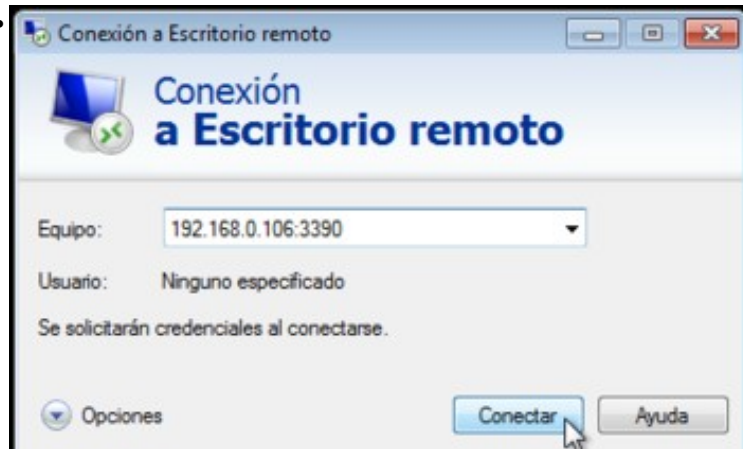 Conexión a Escritorio remoto
Conexión
a Escritorio remoto
Equipo: 192.168.0.106:3390
Usuario: Ninguno especificado
Se solicitarán credenciales al conectarse.
Opciones Conectar Ayuda